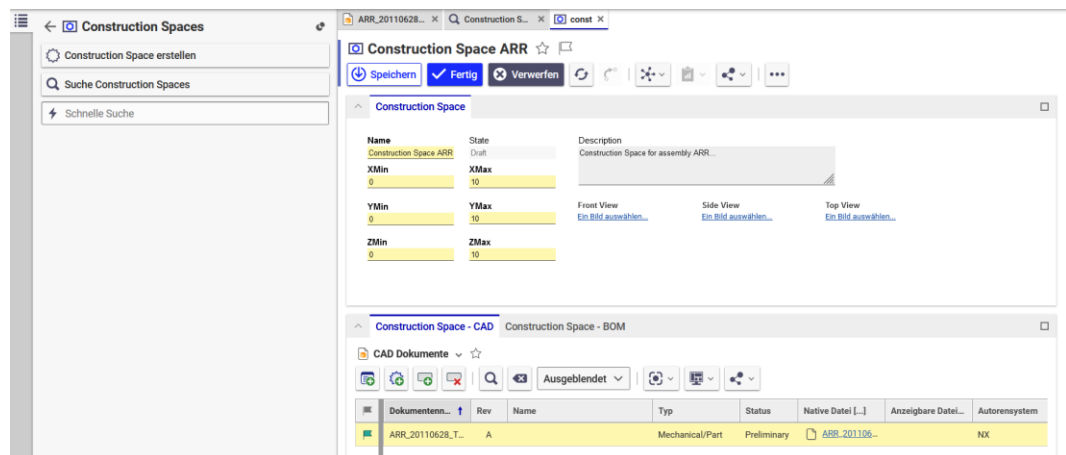 Construction Spaces
Construction Space erstellen
Suche Construction Spaces
Schnelle Suche
ARR_20110628... × Construction S... × const ×
Construction Space ARR
Speichern Fertig Verwerfen
Construction Space
Name State Description
Construction Space ARR Draft Construction Space for assembly ARR...
XMin XMax
0 10
YMin YMax Front View Side View Top View
0 10 Ein Bild auswählen... Ein Bild auswählen... Ein Bild auswählen...
ZMin ZMax
0 10
Construction Space - CAD Construction Space - BOM
CAD Dokumente
Ausgeblendet
Dokumentenn... ↑ Rev Name Typ Status Native Datei [...] Anzeigbare Datei... Autorensystem
ARR_20110628_T... A Mechanical/Part Preliminary ARR_201106... NX